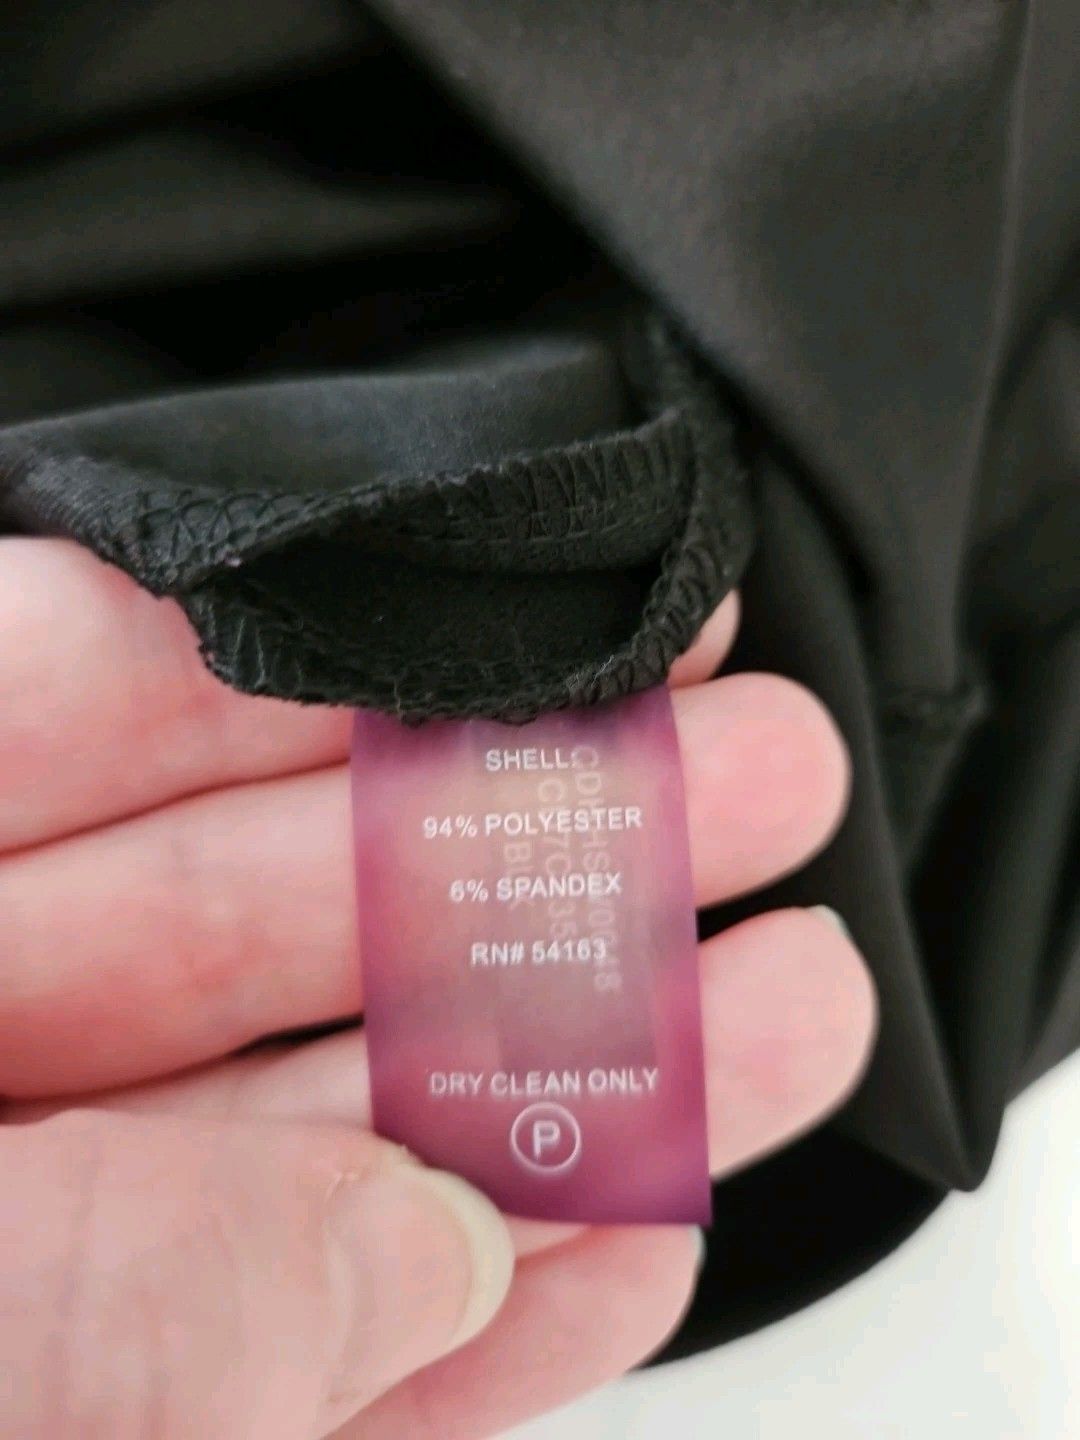 SHELL:
94% POLYESTER
6% SPANDEX
RN# 54163
DRY CLEAN ONLY
P